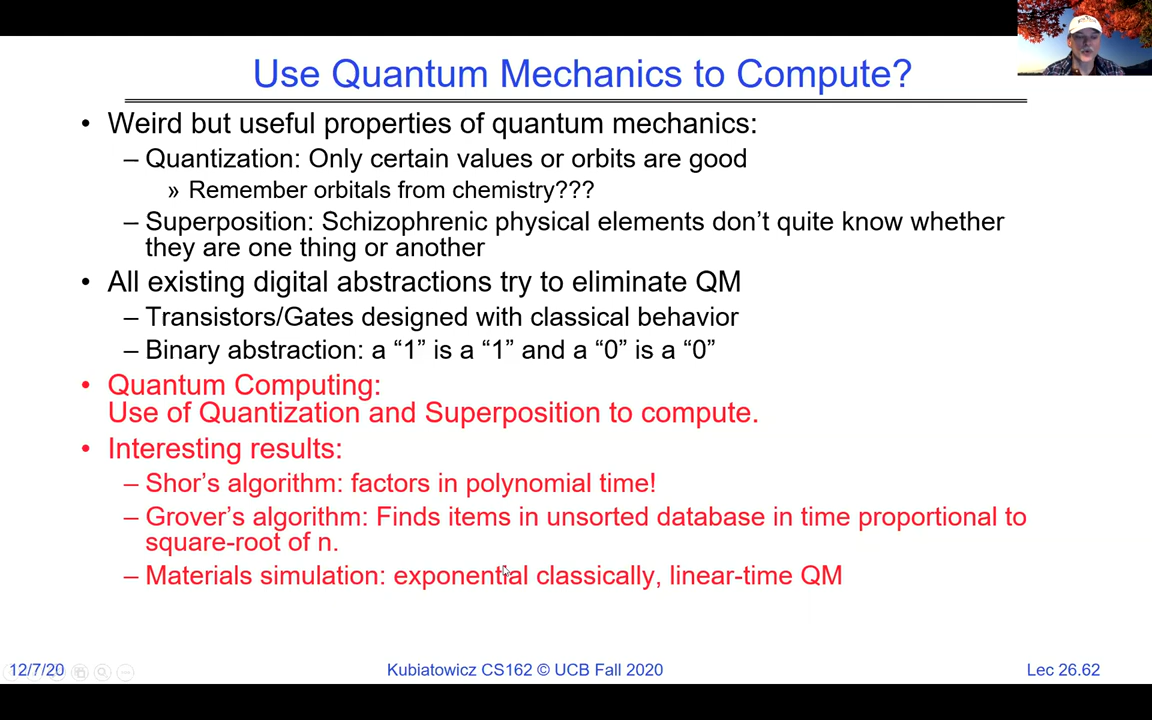 Use Quantum Mechanics to Compute?
• Weird but useful properties of quantum mechanics:
– Quantization: Only certain values or orbits are good
» Remember orbitals from chemistry???
– Superposition: Schizophrenic physical elements don’t quite know whether
they are one thing or another
• All existing digital abstractions try to eliminate QM
– Transistors/Gates designed with classical behavior
– Binary abstraction: a “1” is a “1” and a “0” is a “0”
• Quantum Computing:
Use of Quantization and Superposition to compute.
• Interesting results:
– Shor’s algorithm: factors in polynomial time!
– Grover’s algorithm: Finds items in unsorted database in time proportional to
square-root of n.
– Materials simulation: exponential classically, linear-time QM
12/7/20 Kubiatowicz CS162 © UCB Fall 2020 Lec 26.62